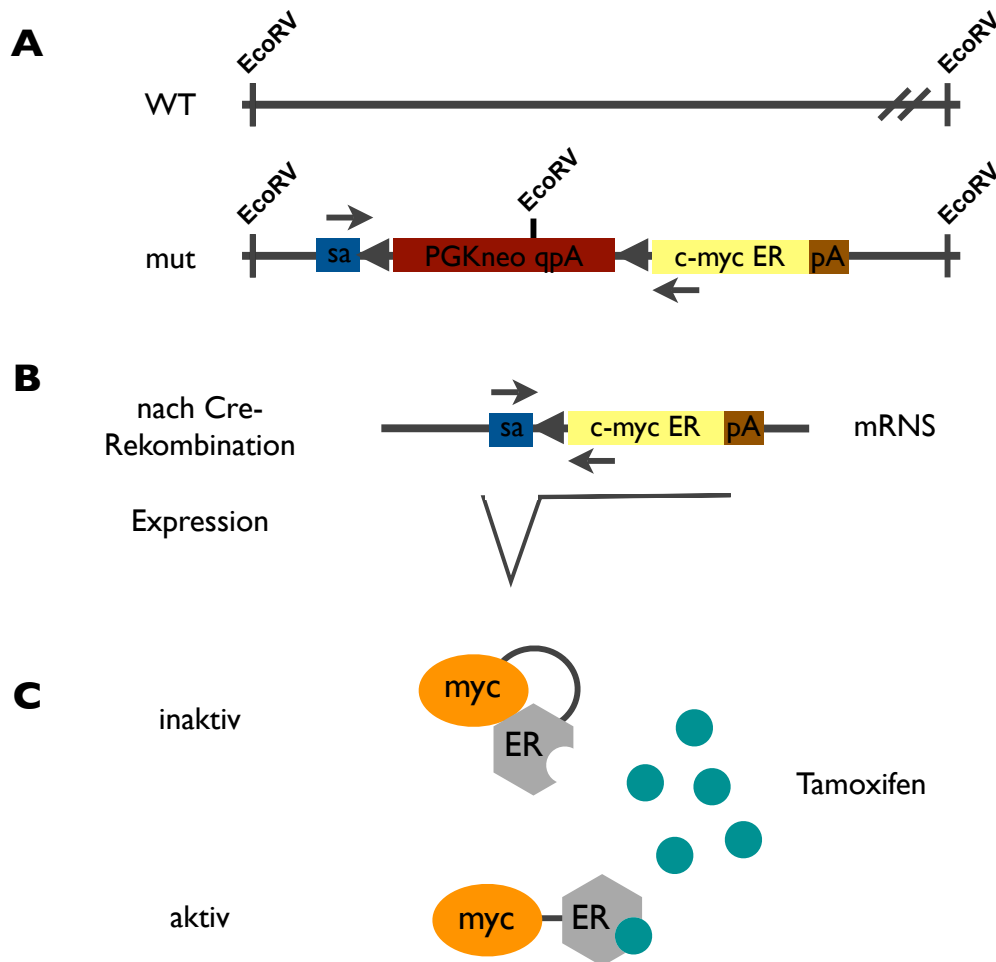 A
EcoRV
EcoRV
WT
EcoRV
EcoRV
EcoRV
mut
sa
PGKneo qpA
c-myc ER
pA
B
nach Cre-
Rekombination
sa
c-myc ER
pA
mRNS
Expression
C
inaktiv
myc
ER
Tamoxifen
aktiv
myc
ER